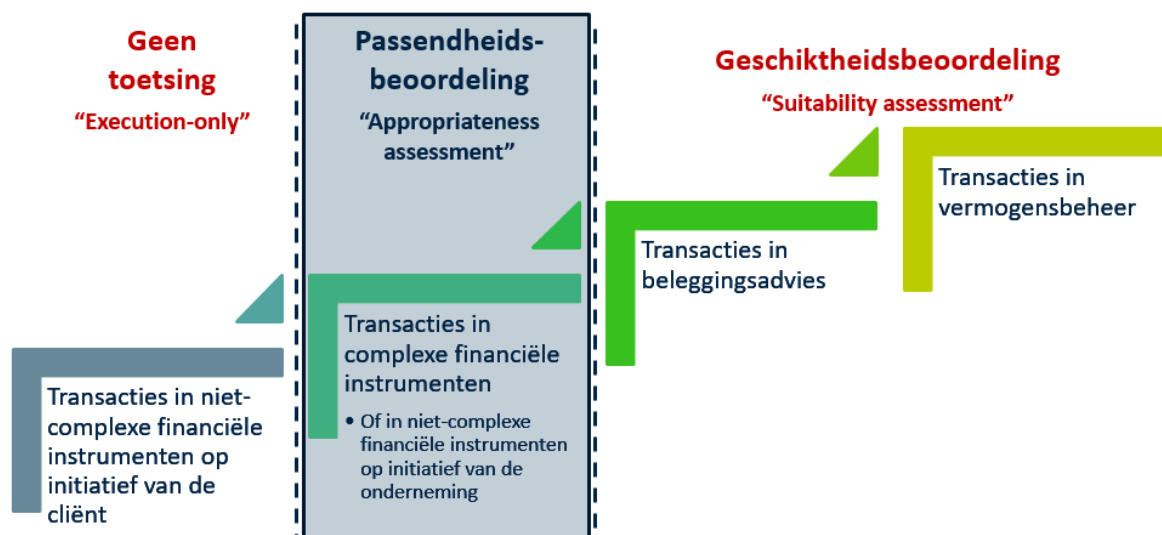 Geen
toetsing
“Execution-only”
Passendheids-
beoordeling
“Appropriateness
assessment”
Geschiktheidsbeoordeling
“Suitability assessment”
Transacties in niet-
complexe financiële
instrumenten op
initiatief van de
cliënt
Transacties in
complexe financiële
instrumenten
• Of in niet-complexe
financiële instrumenten
op initiatief van de
onderneming
Transacties in
beleggingsadvies
Transacties in
vermogensbeheer